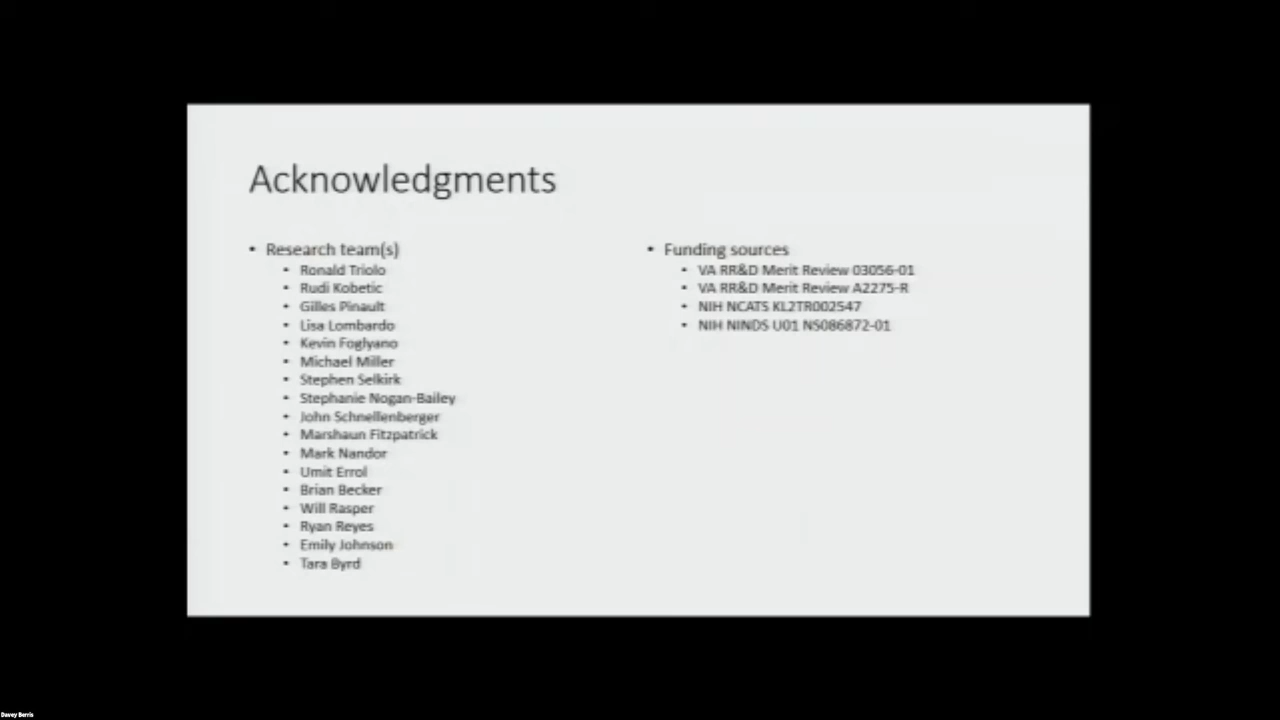 Acknowledgments
• Research team(s)
• Ronald Triolo
• Rudi Kobetic
• Gilles Pinault
• Lisa Lombardo
• Kevin Foglyano
• Michael Miller
• Stephen Selkirk
• Stephanie Nogan-Bailey
• John Schnellenberger
• Marshaun Fitzpatrick
• Mark Nandor
• Umit Errol
• Brian Becker
• Will Rasper
• Ryan Reyes
• Emily Johnson
• Tara Byrd
• Funding sources
• VA RR&D Merit Review 03056-01
• VA RR&D Merit Review A2275-R
• NIH NCATS KL2TR002547
• NIH NINDS U01 NS086872-01
Davey Berris